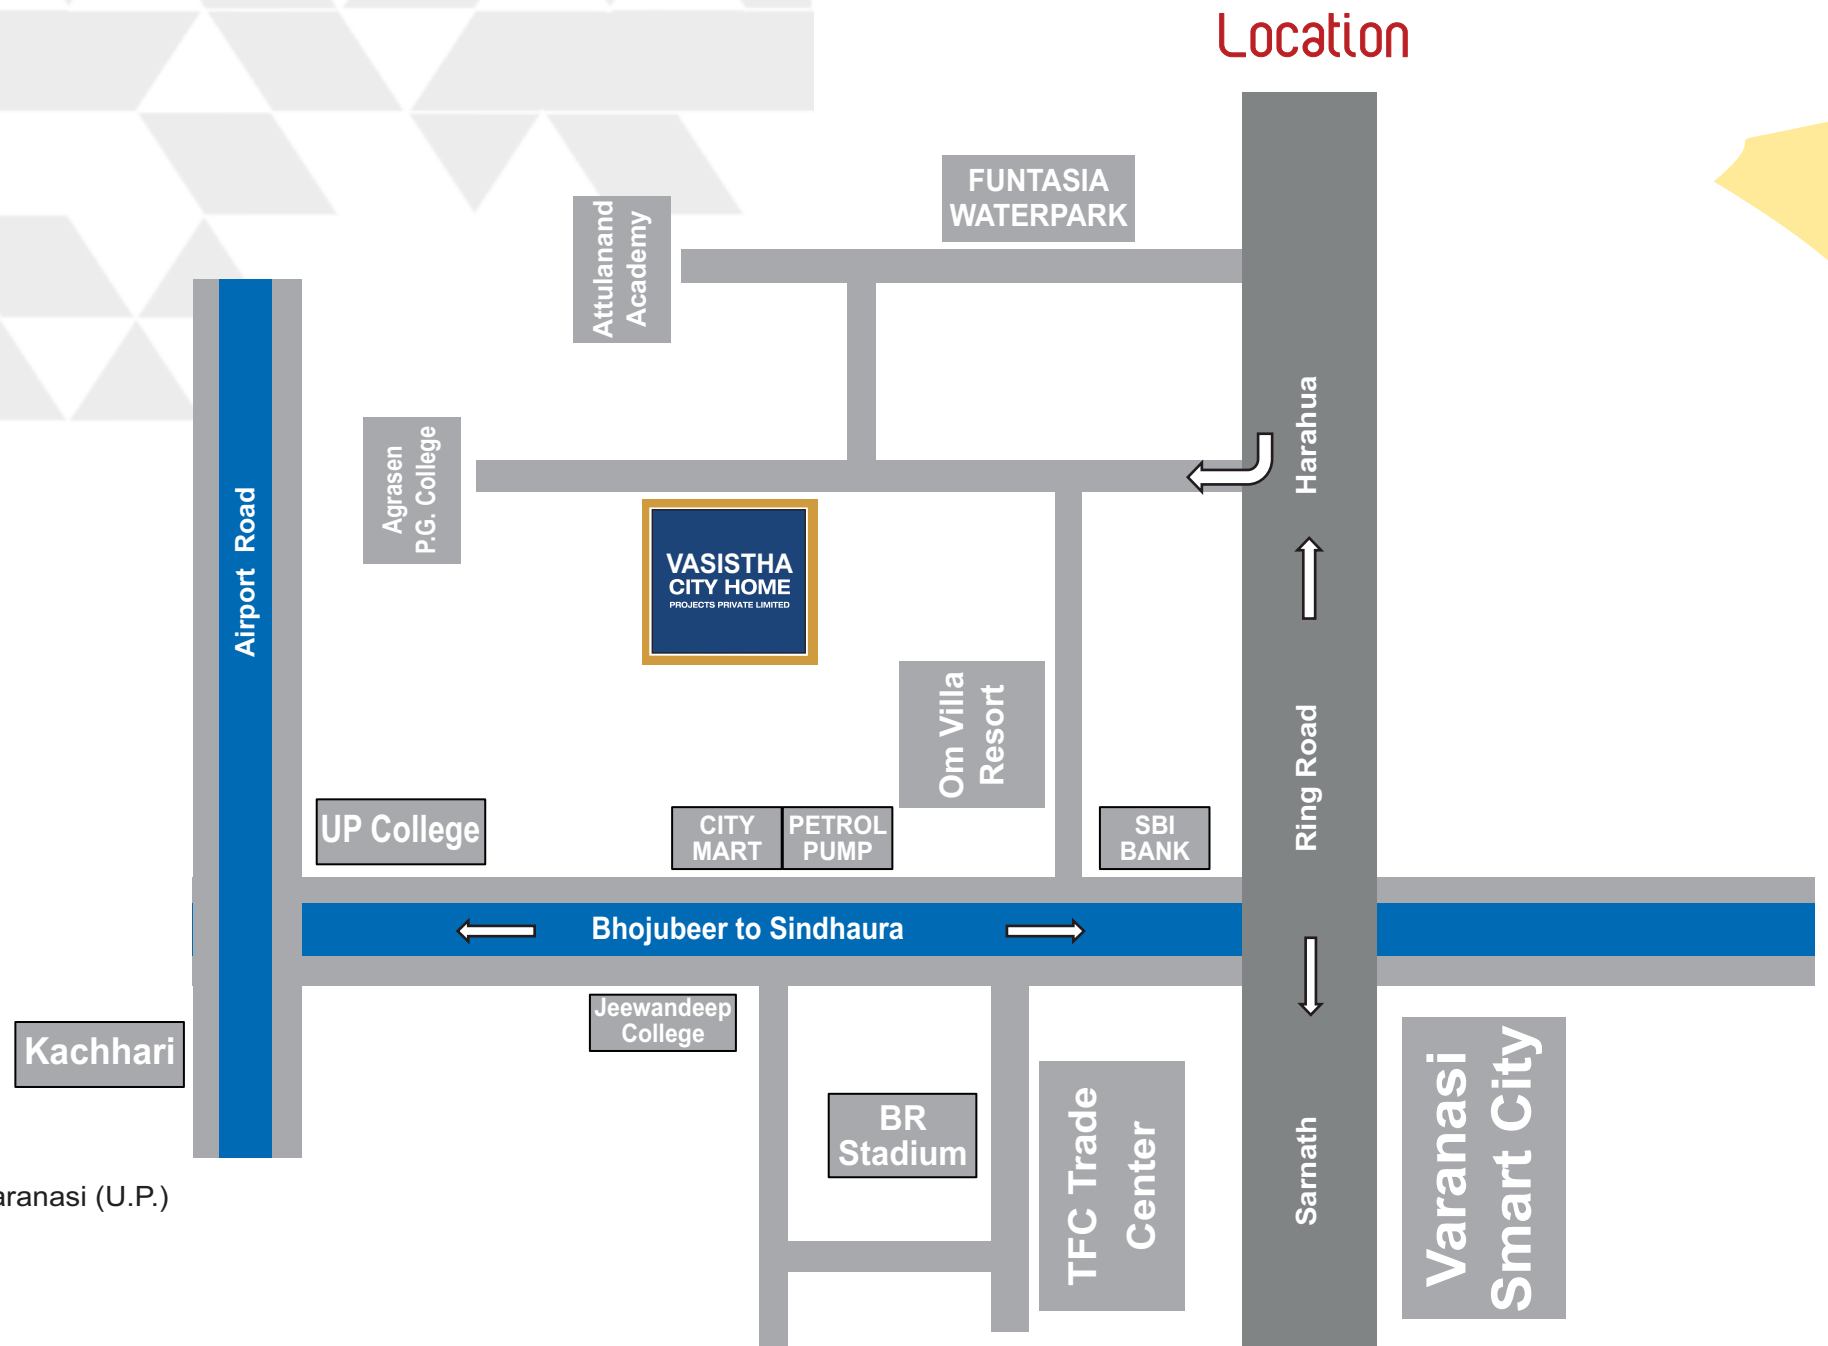 Location
FUNTASIA
WATERPARK
Attulanand
Academy
Harahua
Agrasen
P.G. College
Airport Road
VASISTHA
CITY HOME
PROJECTS PRIVATE LIMITED
Om Villa
Resort
Ring Road
UP College
CITY
MART
PETROL
PUMP
SBI
BANK
Bhojubeer to Sindhaura
Jeewandeep
College
Kachhari
BR
Stadium
TFC Trade
Center
Sarnath
Varanasi
Smart City
aranasi (U.P.)